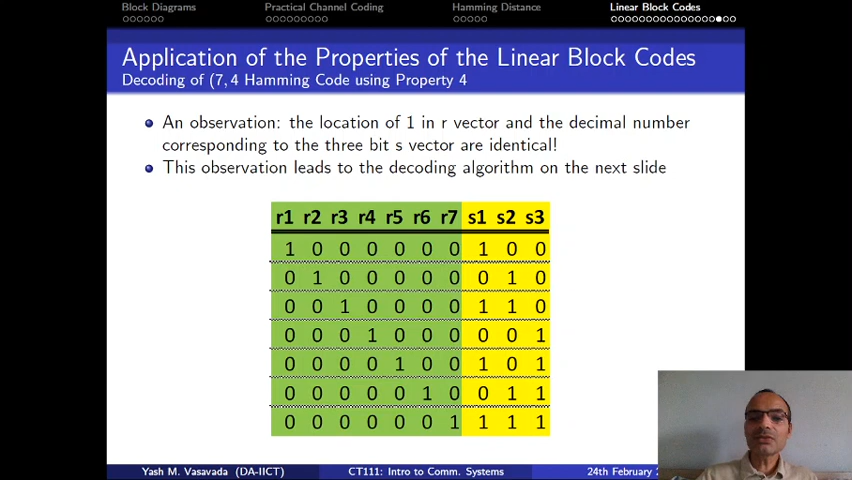 Block Diagrams Practical Channel Coding Hamming Distance Linear Block Codes
Application of the Properties of the Linear Block Codes
Decoding of (7, 4 Hamming Code using Property 4
An observation: the location of 1 in r vector and the decimal number
corresponding to the three bit s vector are identical!
This observation leads to the decoding algorithm on the next slide
r1 r2 r3 r4 r5 r6 r7 s1 s2 s3
1 0 0 0 0 0 0 1 0 0
0 1 0 0 0 0 0 0 1 0
0 0 1 0 0 0 0 1 1 0
0 0 0 1 0 0 0 0 0 1
0 0 0 0 1 0 0 1 0 1
0 0 0 0 0 1 0 0 1 1
0 0 0 0 0 0 1 1 1 1
Yash M. Vasavada (DA-IICT) CT111: Intro to Comm. Systems 24th February